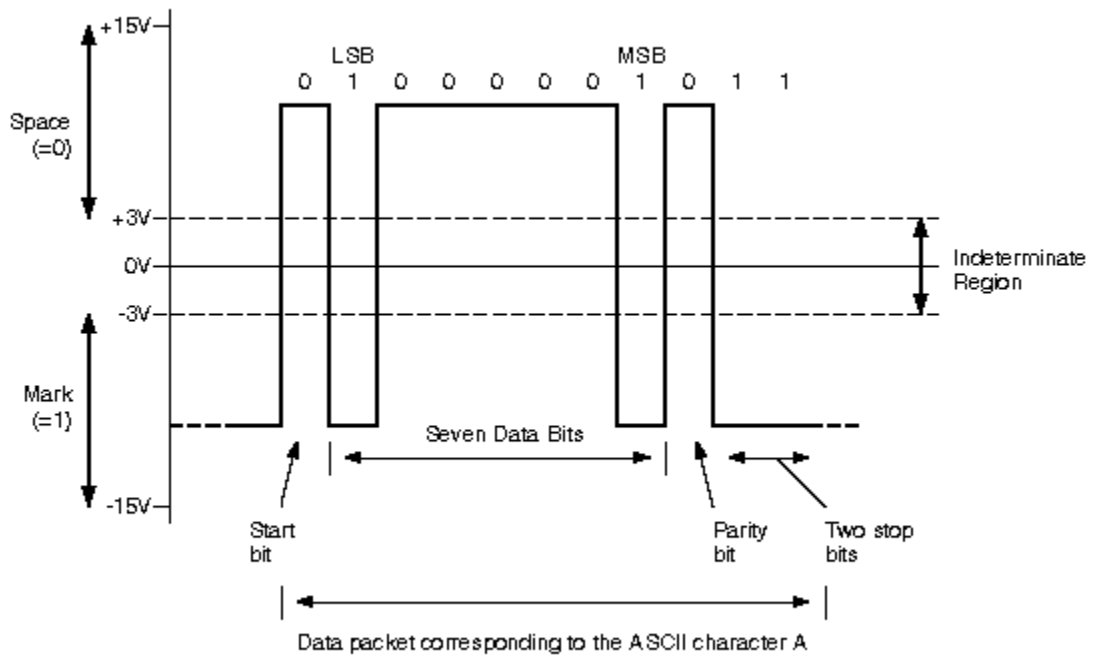 +15V
LSB MSB
0 1 0 0 0 0 0 1 0 1 1
Space
(=0)
+3V
0V
Indeterminate
Region
-3V
Mark
(=1)
Seven Data Bits
-15V
Start
bit
Parity
bit
Two stop
bits
Data packet corresponding to the ASCII character A